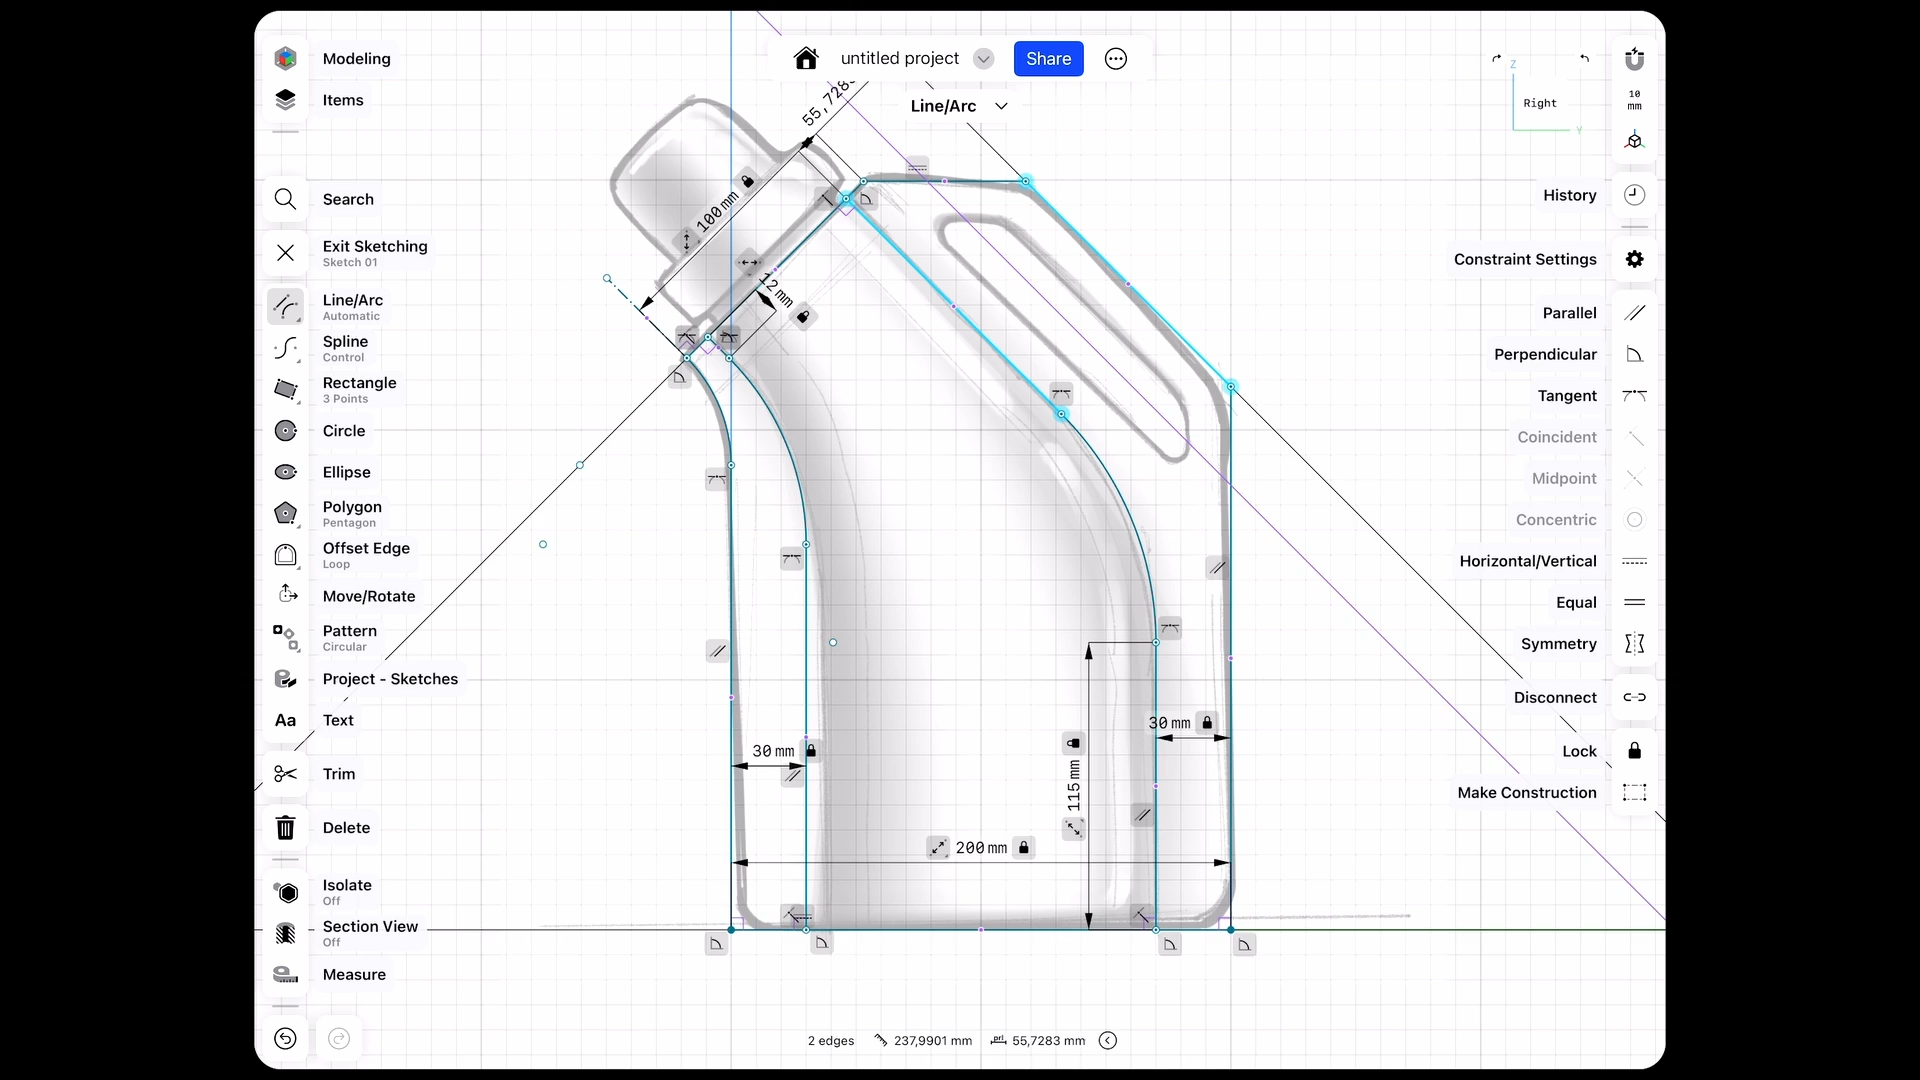 Modeling
Items
Search
Exit Sketching
Sketch 01
Line/Arc
Automatic
Spline
Control
Rectangle
3 Points
Circle
Ellipse
Polygon
Pentagon
Offset Edge
Loop
Move/Rotate
Pattern
Circular
Project - Sketches
Aa Text
Trim
Delete
Isolate
Off
Section View
Off
Measure
untitled project
Share
Line/Arc
55,728
100 mm
12 mm
30 mm
30 mm
115 mm
200 mm
2 edges 237,9901 mm prl 55,7283 mm
Z
Right
Y
10
mm
History
Constraint Settings
Parallel
Perpendicular
Tangent
Coincident
Midpoint
Concentric
Horizontal/Vertical
Equal
Symmetry
Disconnect
Lock
Make Construction